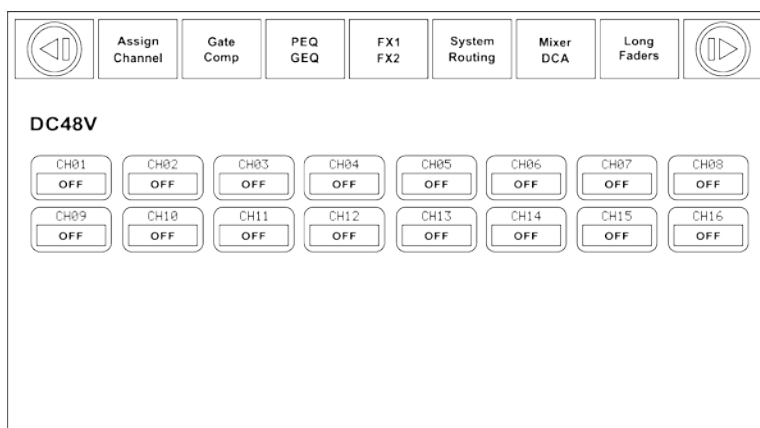 Assign Gate PEQ FX1 System Mixer Long
Channel Comp GEQ FX2 Routing DCA Faders
DC48V
CH01 CH02 CH03 CH04 CH05 CH06 CH07 CH08
OFF OFF OFF OFF OFF OFF OFF OFF
CH09 CH10 CH11 CH12 CH13 CH14 CH15 CH16
OFF OFF OFF OFF OFF OFF OFF OFF